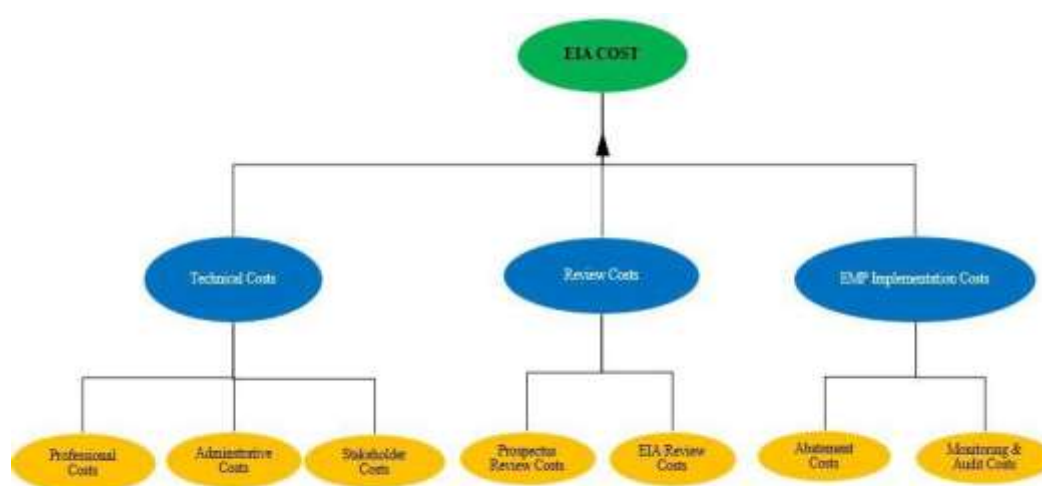 EIA COST
Technical Costs
Review Costs
EMP Implementation Costs
Professional
Costs
Administrative
Costs
Stakeholder
Costs
Prospectus
Review Costs
EIA Review
Costs
Abatement
Costs
Monitoring &
Audit Costs